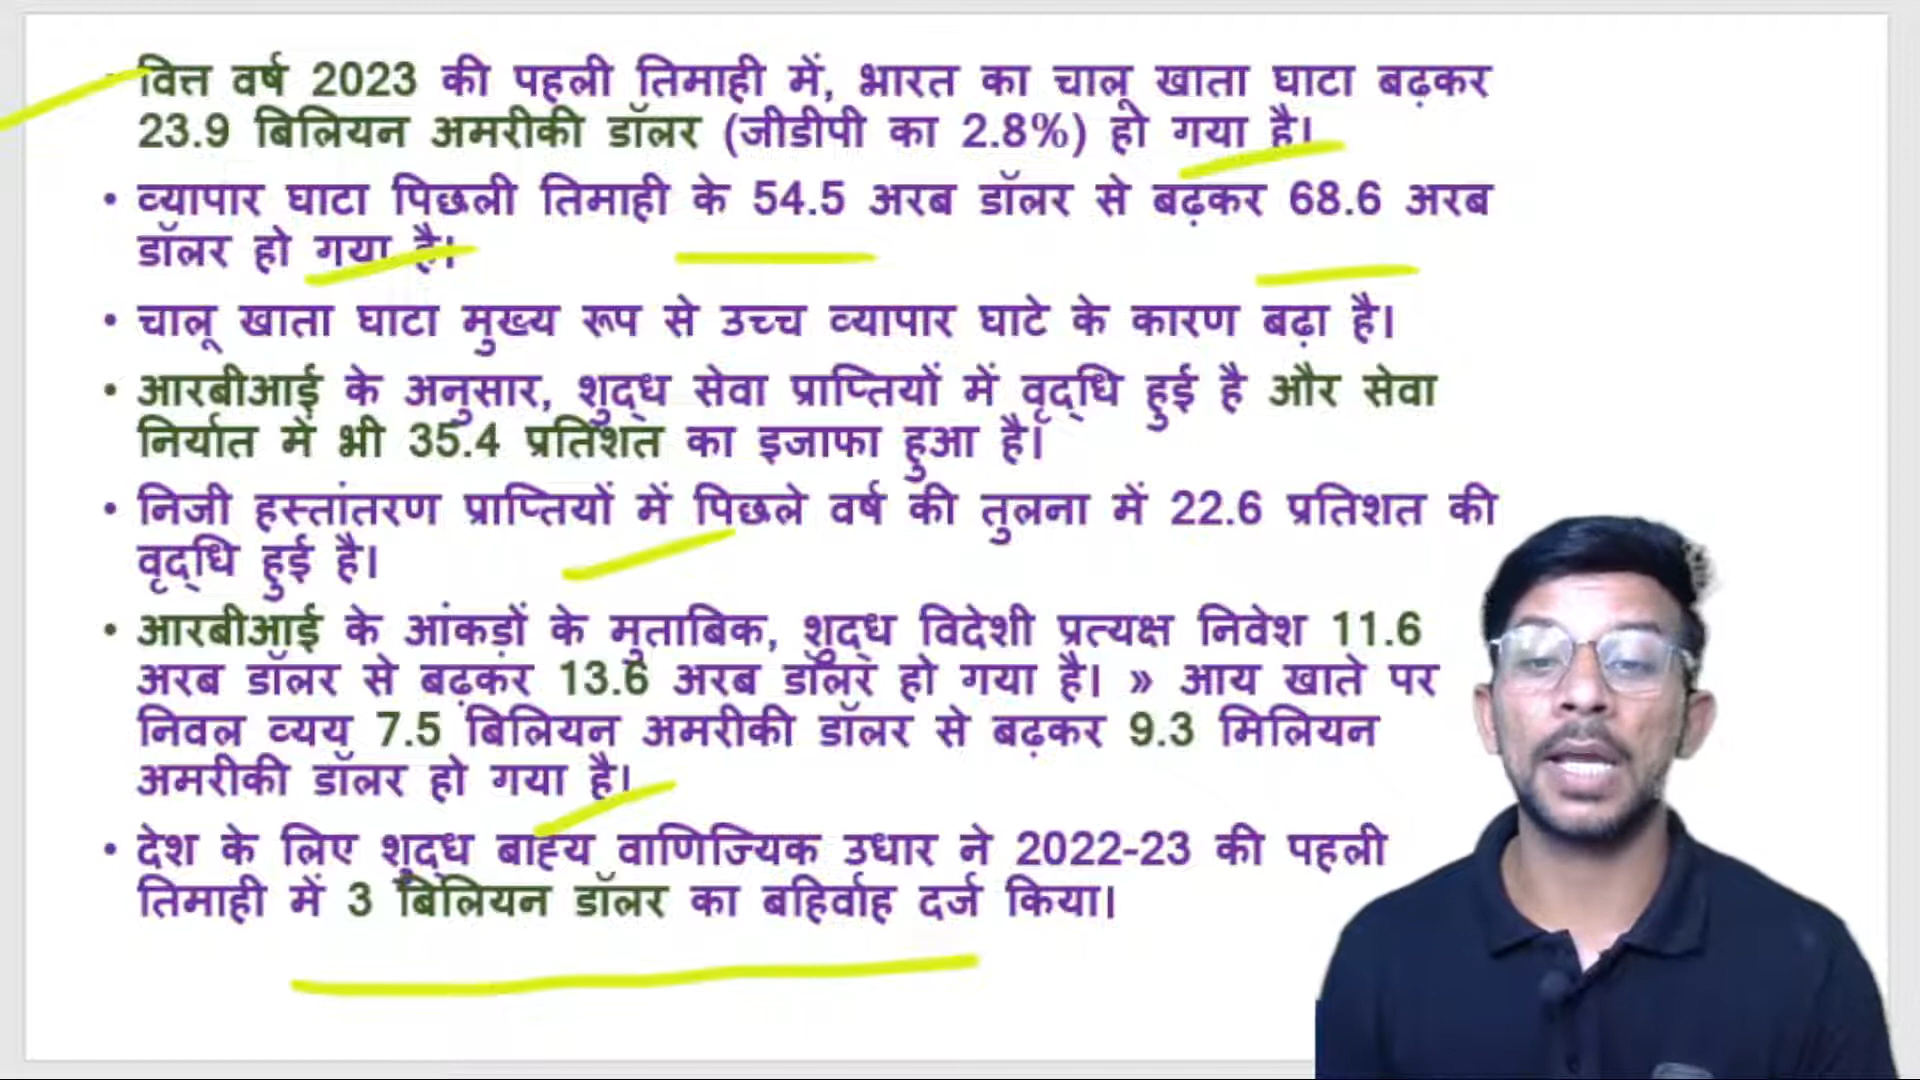 • वित्त वर्ष 2023 की पहली तिमाही में, भारत का चालू खाता घाटा बढ़कर
23.9 बिलियन अमरीकी डॉलर (जीडीपी का 2.8%) हो गया है।
• व्यापार घाटा पिछली तिमाही के 54.5 अरब डॉलर से बढ़कर 68.6 अरब
डॉलर हो गया है।
• चालू खाता घाटा मुख्य रूप से उच्च व्यापार घाटे के कारण बढ़ा है।
• आरबीआई के अनुसार, शुद्ध सेवा प्राप्तियों में वृद्धि हुई है और सेवा
निर्यात में भी 35.4 प्रतिशत का इजाफा हुआ है।
• निजी हस्तांतरण प्राप्तियों में पिछले वर्ष की तुलना में 22.6 प्रतिशत की
वृद्धि हुई है।
• आरबीआई के आंकड़ों के मुताबिक, शुद्ध विदेशी प्रत्यक्ष निवेश 11.6
अरब डॉलर से बढ़कर 13.6 अरब डॉलर हो गया है। » आय खाते पर
निवल व्यय 7.5 बिलियन अमरीकी डॉलर से बढ़कर 9.3 मिलियन
अमरीकी डॉलर हो गया है।
• देश के लिए शुद्ध बाह्य वाणिज्यिक उधार ने 2022-23 की पहली
तिमाही में 3 बिलियन डॉलर का बहिर्वाह दर्ज किया।